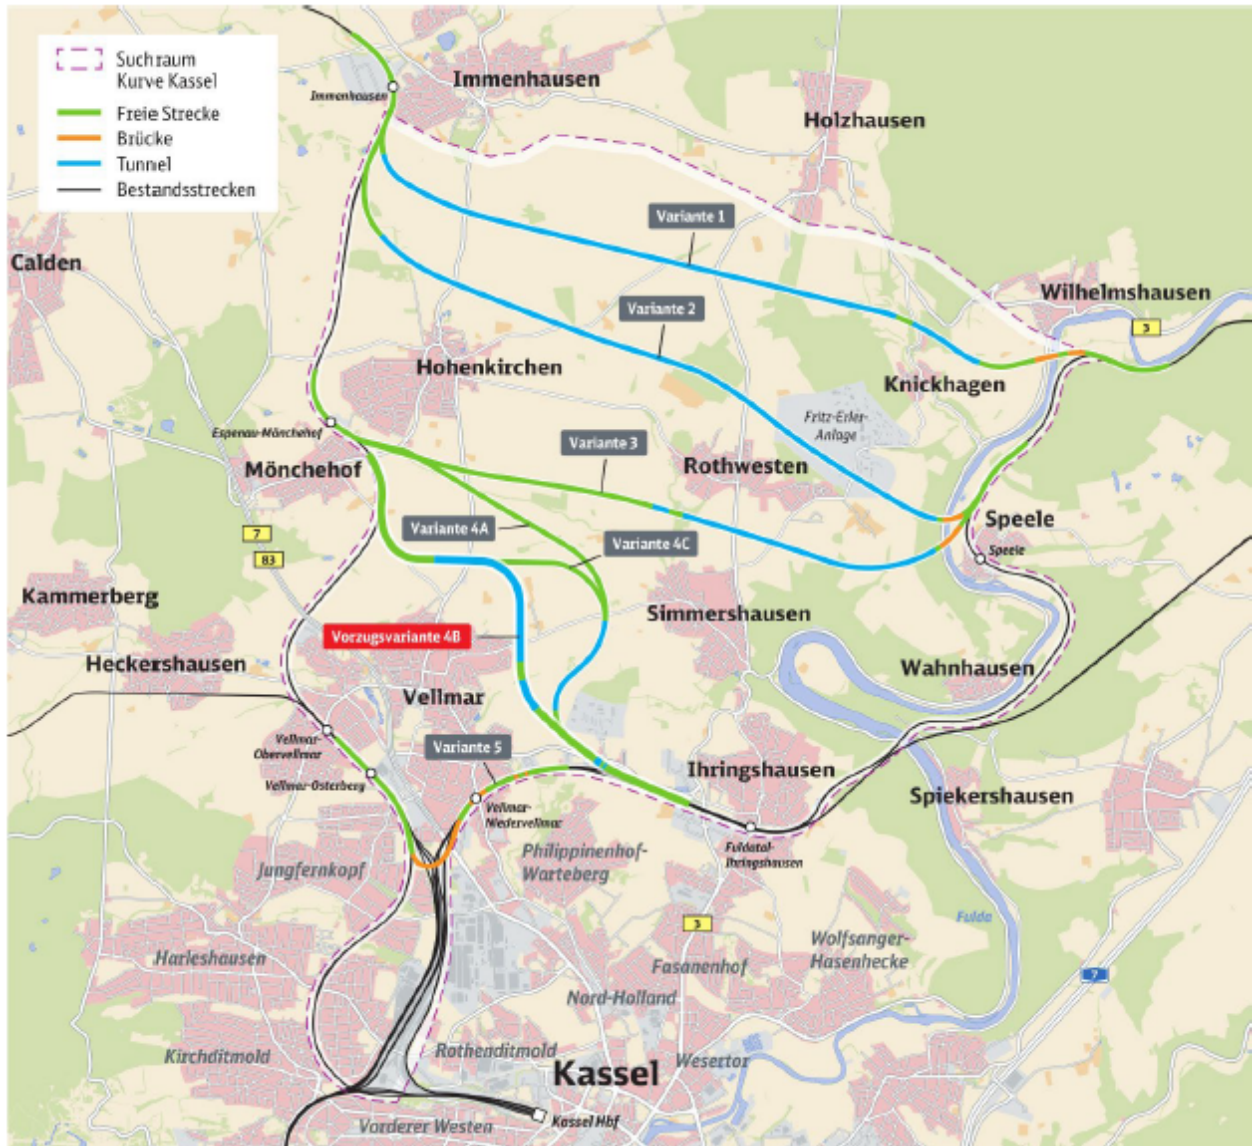 Suchraum
Kurve Kassel
Freie Strecke
Brücke
Tunnel
Bestandsstrecken
Immenhausen
Immenhausen
Holzhausen
Variante 1
Calden
Wilhelmshausen
3
Variante 2
Hohenkirchen
Knickhagen
Espenau-Mönchehof
Fritz-Erler-
Anlage
Variante 3
Mönchehof
Rothwesten
Variante 4A
Speele
7
Variante 4C
Speele
83
Kammerberg
Simmershausen
Vorzugsvariante 4B
Heckershausen
Wahnhausen
Vellmar
Vellmar-
Obervellmar
Variante 5
Vellmar-Osterberg
Ihringshausen
Spiekershausen
Vellmar-
Niedervellmar
Fuldatal-
Ihringshausen
Philippinenhof-
Warteberg
Jungfernkopf
Fulda
3
Wolfsanger-
Hasenhecke
Harleshausen
Fasanenhof
7
Nord-Holland
Kirchditmold
Rothenditmold
Wesertor
Kassel
Kassel Hbf
Vorderer Westen